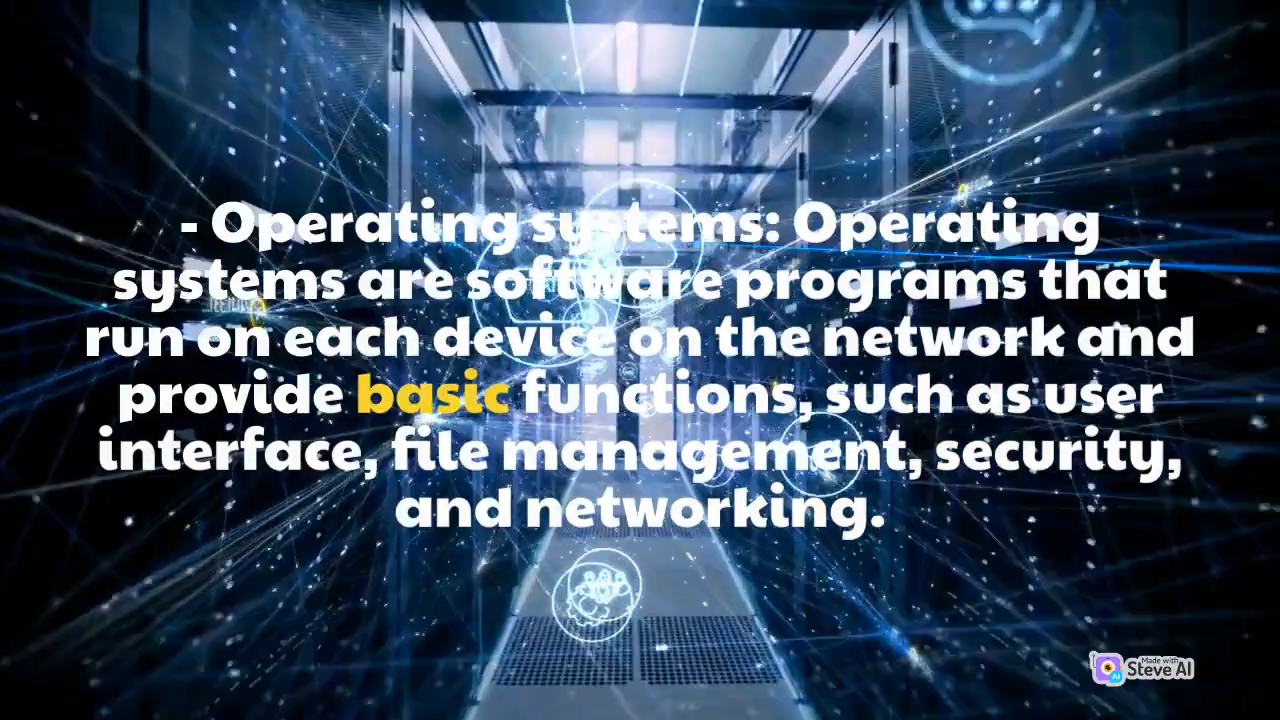 - Operating systems: Operating
systems are software programs that
run on each device on the network and
provide basic functions, such as user
interface, file management, security,
and networking.
Made with
Steve AI